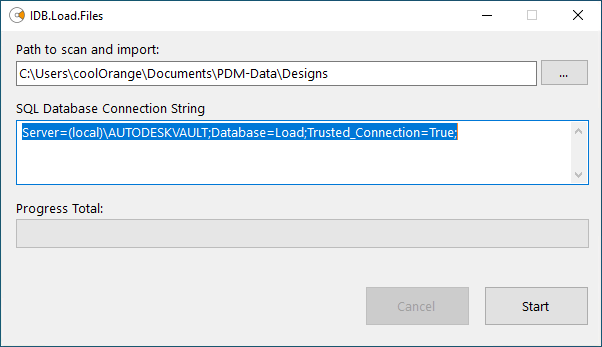 IDB.Load.Files
Path to scan and import:
C:\Users\coolOrange\Documents\PDM-Data\Designs
...
SQL Database Connection String
Server=(local)\AUTODESKVAULT;Database=Load;Trusted_Connection=True;
Progress Total:
Cancel
Start